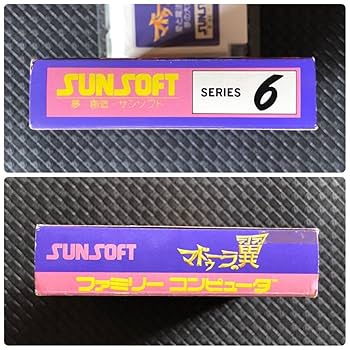 SUNSOFT
夢 創造 サンソフト
SERIES 6
SUNSOFT
マドゥーラの翼
ファミリー コンピュータ